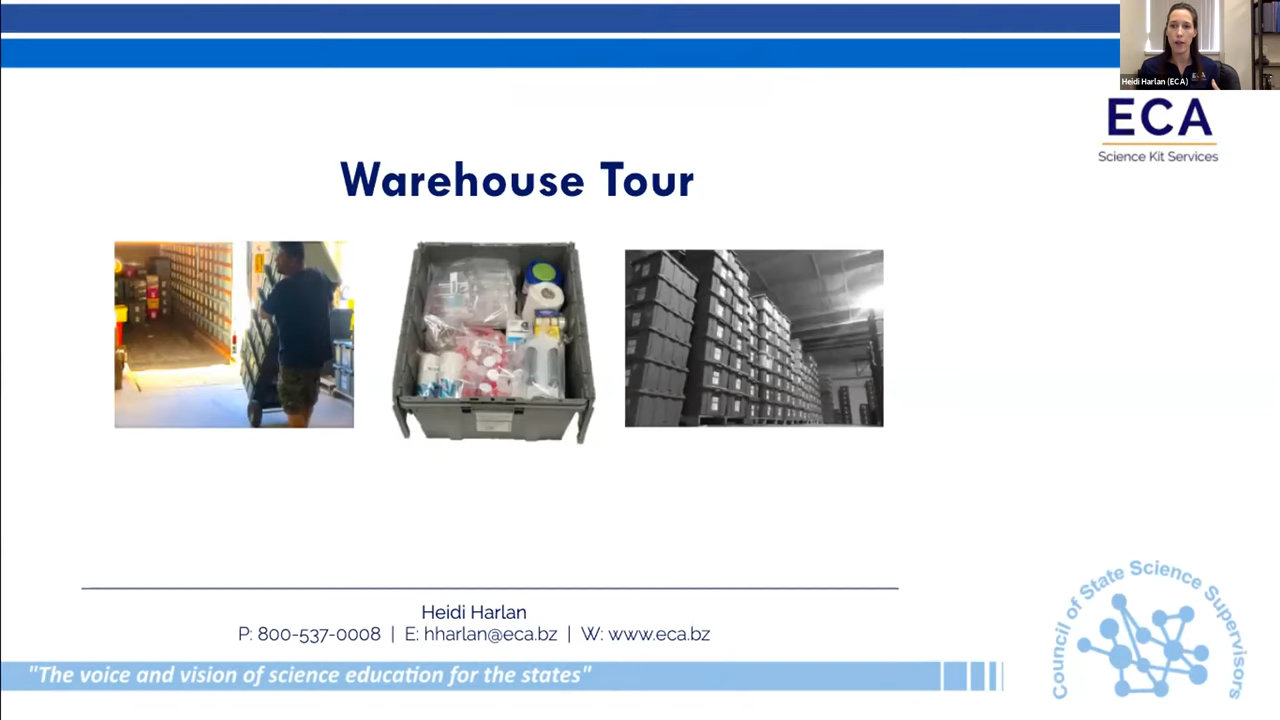 Heidi Harlan (ECA)
ECA
Science Kit Services
Warehouse Tour
Heidi Harlan
P: 800-537-0008 | E: hharlan@eca.bz | W: www.eca.bz
"The voice and vision of science education for the states"
Council of State Science Supervisors